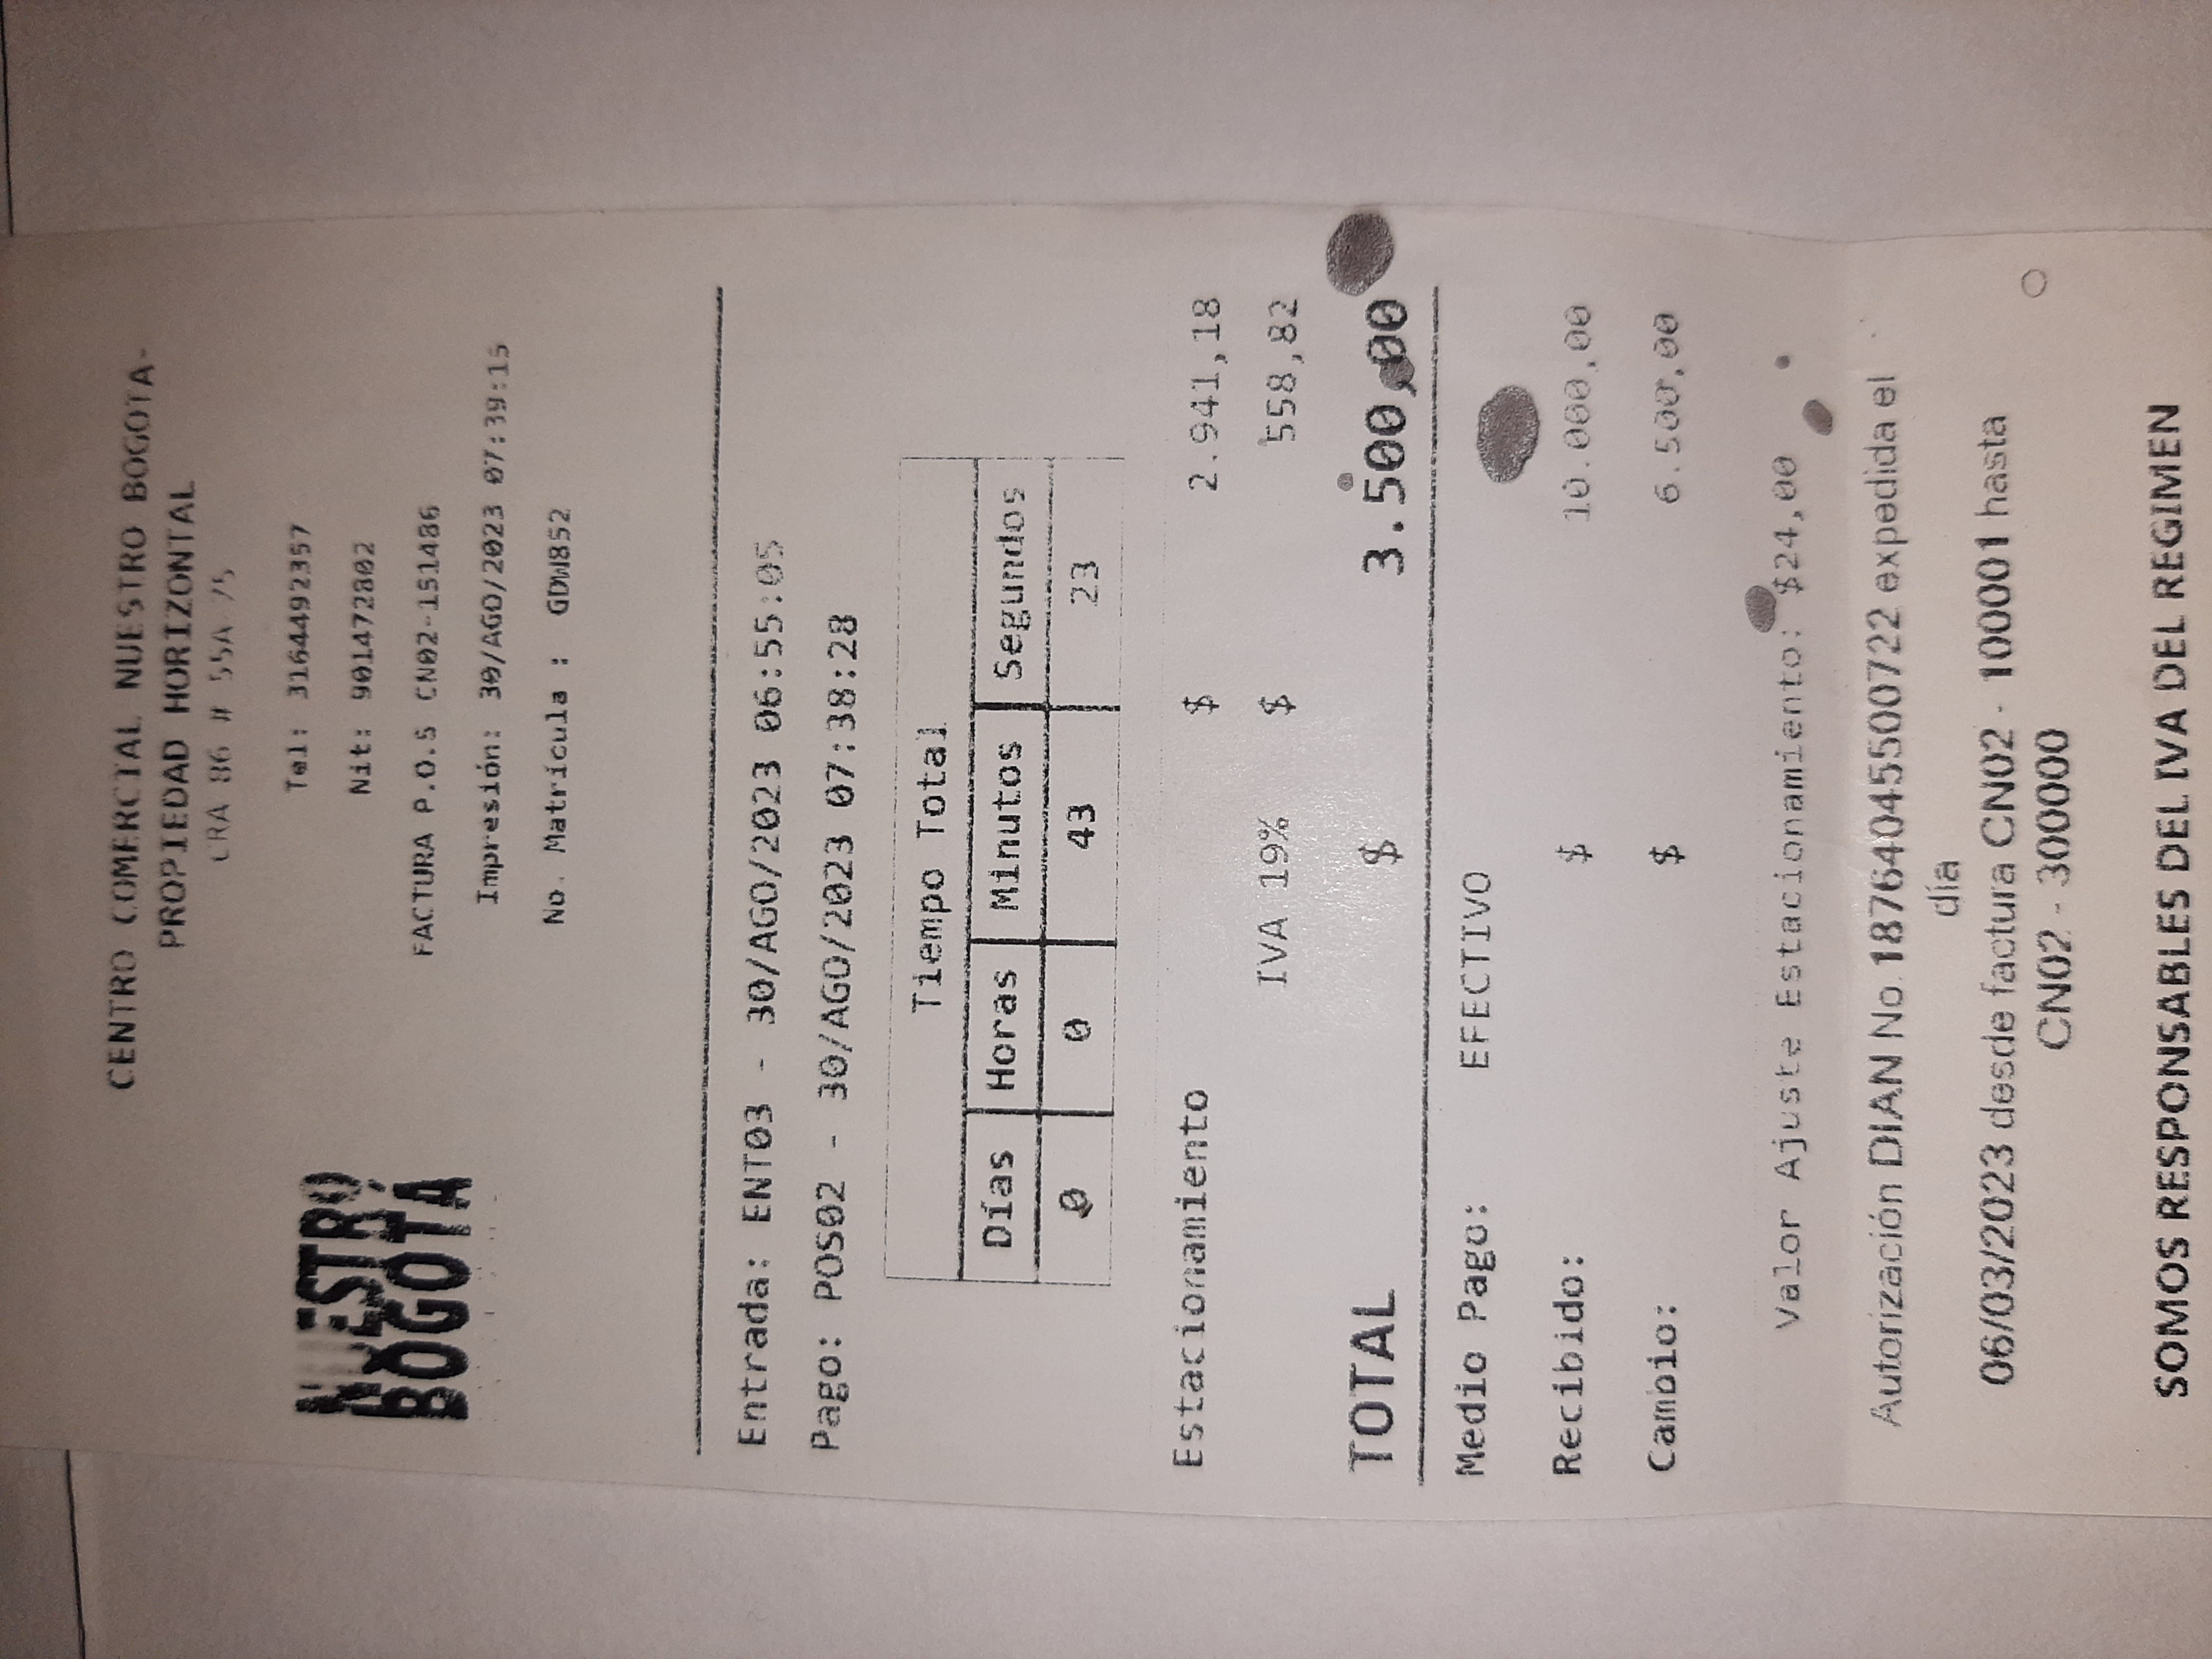 CENTRO COMERCIAL NUESTRO BOGOTA-
PROPIEDAD HORIZONTAL
CRA 86 # 55A 75
NUESTRO
BOGOTÁ
Tel: 3164492357
Nit: 901472802
FACTURA P.O.S CN02-151486
Impresión: 30/AGO/2023 07:39:15
No. Matrícula : GDW852
Entrada: ENT03 - 30/AGO/2023 06:55:05
Pago: POS02 - 30/AGO/2023 07:38:28
Tiempo Total
Días Horas Minutos Segundos
0 0 43 23
Estacionamiento $ 2.941,18
IVA 19% $ 558,82
TOTAL $ 3.500,00
Medio Pago: EFECTIVO
Recibido: $ 10.000,00
Cambio: $ 6.500,00
Valor Ajuste Estacionamiento: $24,00
Autorización DIAN No.18764045500722 expedida el
día
06/03/2023 desde factura CN02 - 100001 hasta
CN02 - 3000000
SOMOS RESPONSABLES DEL IVA DEL REGIMEN